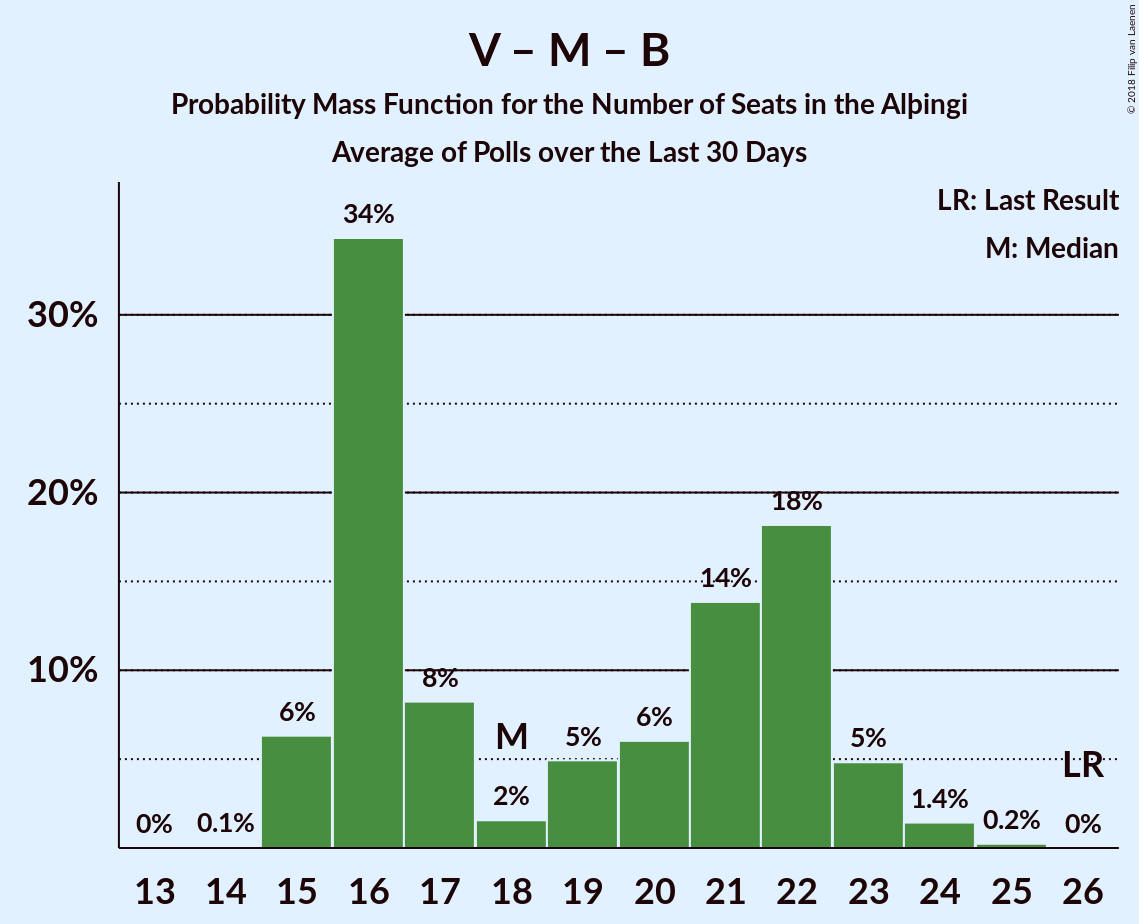 V – M – B
Probability Mass Function for the Number of Seats in the Alþingi
Average of Polls over the Last 30 Days
© 2018 Filip van Laenen
LR: Last Result
M: Median
30%
20%
10%
0%
0.1%
6%
34%
8%
M
2%
5%
6%
14%
18%
5%
1.4%
0.2%
LR
0%
13 14 15 16 17 18 19 20 21 22 23 24 25 26